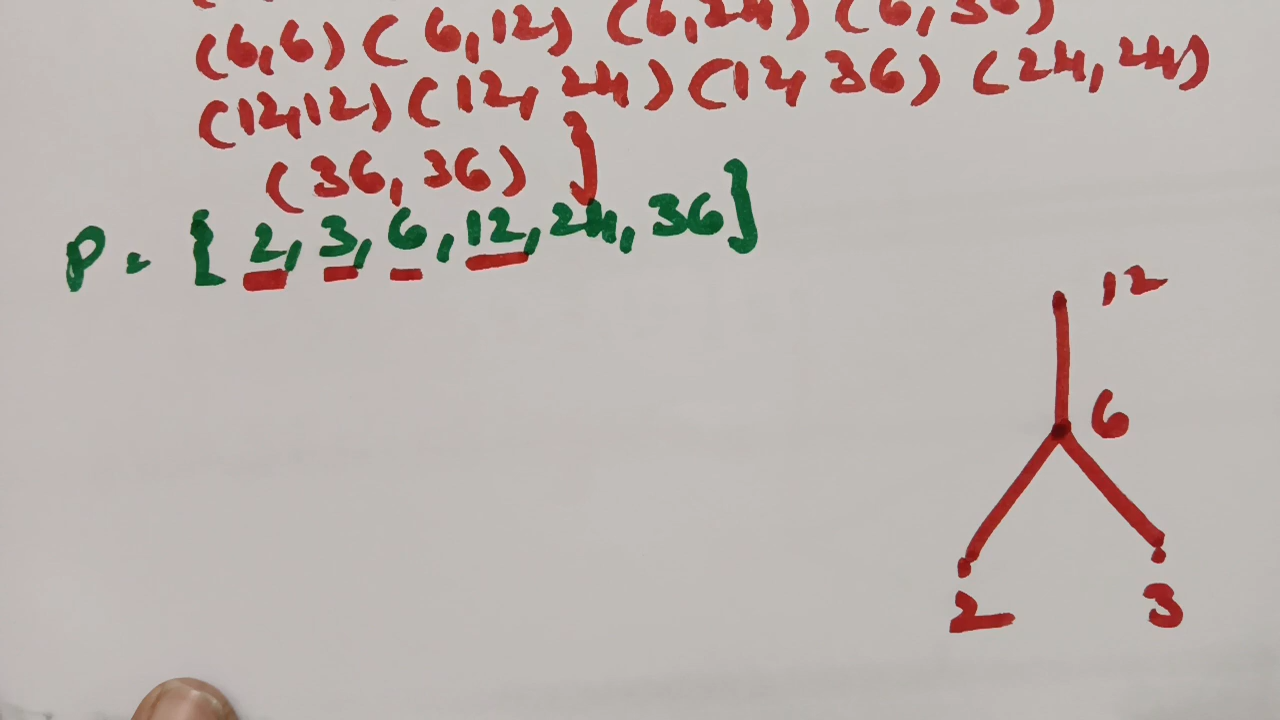 (6,6) ( 6,12) (6,24) (6,36)
(12,12) (12, 24) (12, 36) (24, 24)
(36, 36) }
P = { 2, 3, 6, 12, 24, 36}
12
6
2 3